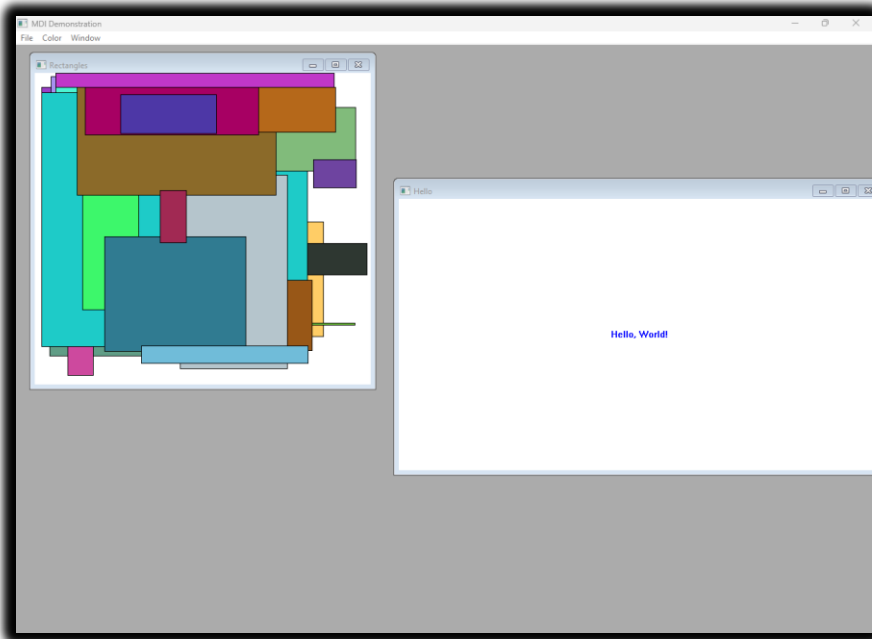 MDI Demonstration
File Color Window
Rectangles
Hello
Hello, World!